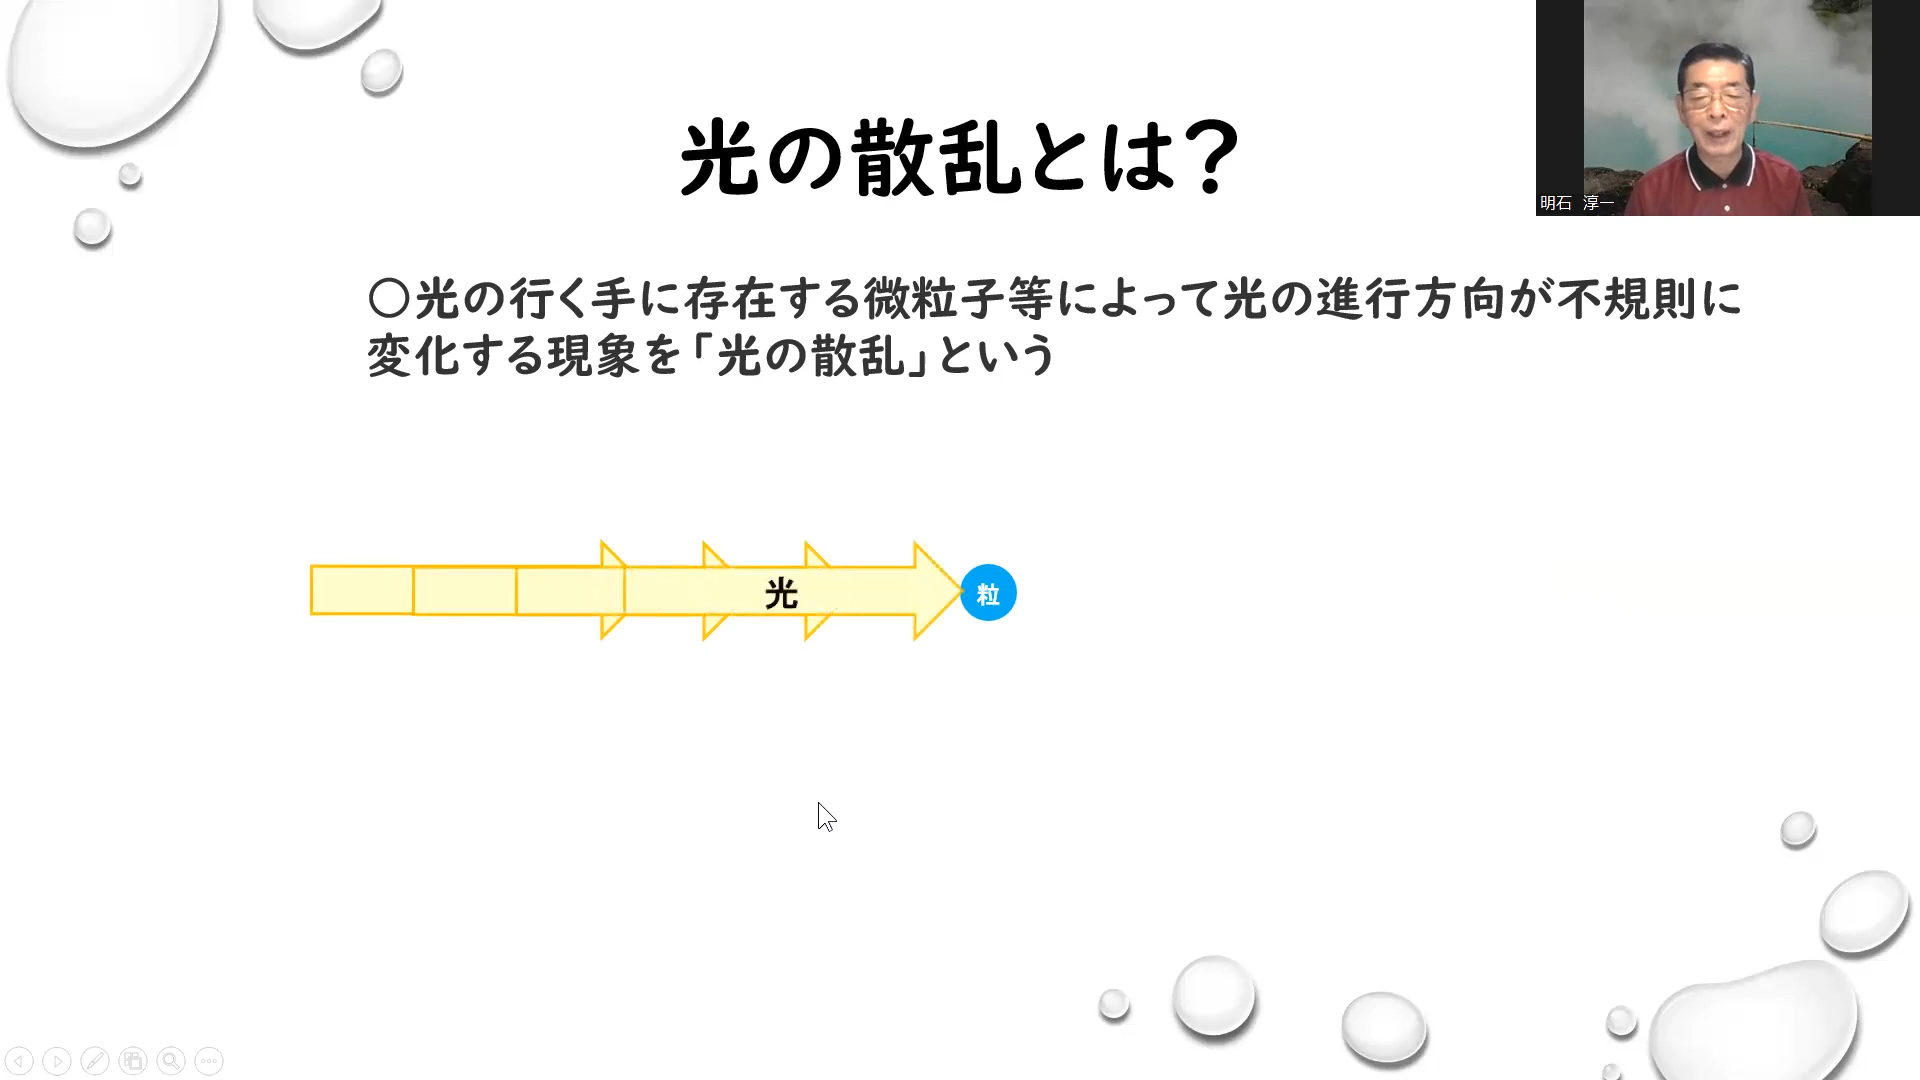 光の散乱とは?
明石 淳一
○光の行く手に存在する微粒子等によって光の進行方向が不規則に
変化する現象を「光の散乱」という
光
粒